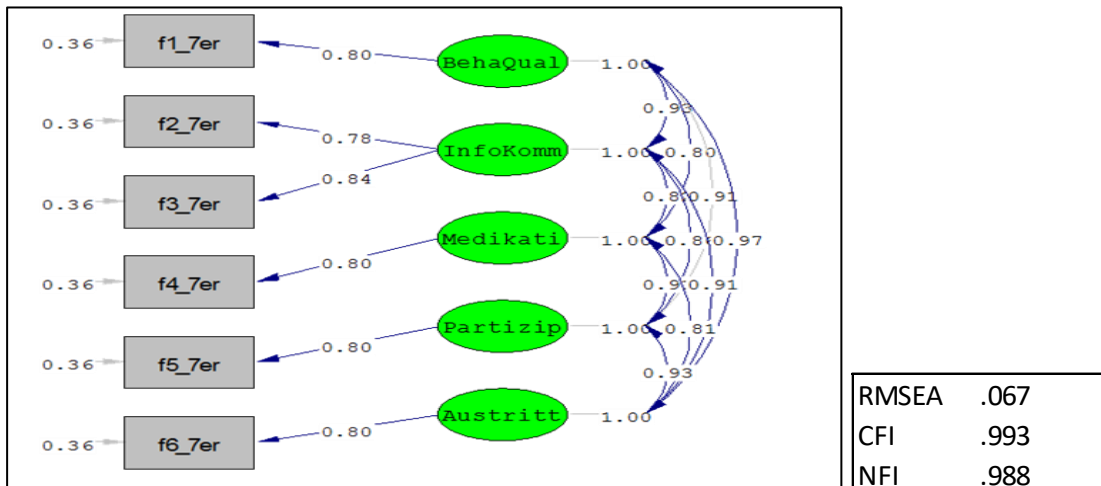 0.36 f1_7er 0.80 BehaQual 1.00
0.93
0.36 f2_7er 0.78 InfoKomm 1.00 0.80
0.84
0.36 f3_7er 0.91
Medikati 1.00 0.97
0.36 f4_7er 0.80
0.91
Partizip 1.00 0.81
0.36 f5_7er 0.80
0.93
Austritt 1.00
0.36 f6_7er 0.80
RMSEA .067
CFI .993
NFI .988